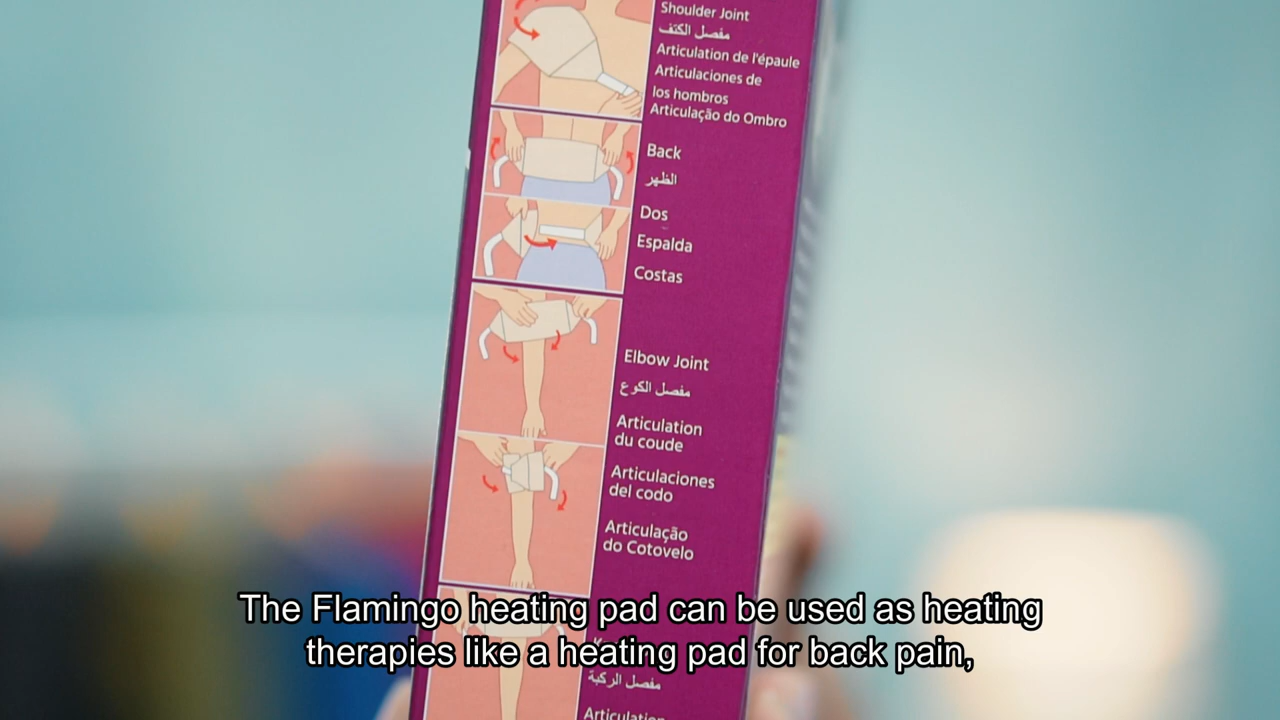 Shoulder Joint
مفصل الكتف
Articulation de l'épaule
Articulaciones de
los hombros
Articulação do Ombro
Back
الظهر
Dos
Espalda
Costas
Elbow Joint
مفصل الكوع
Articulation
du coude
Articulaciones
del codo
Articulação
do Cotovelo
مفصل الركبة
Articulation
The Flamingo heating pad can be used as heating
therapies like a heating pad for back pain,